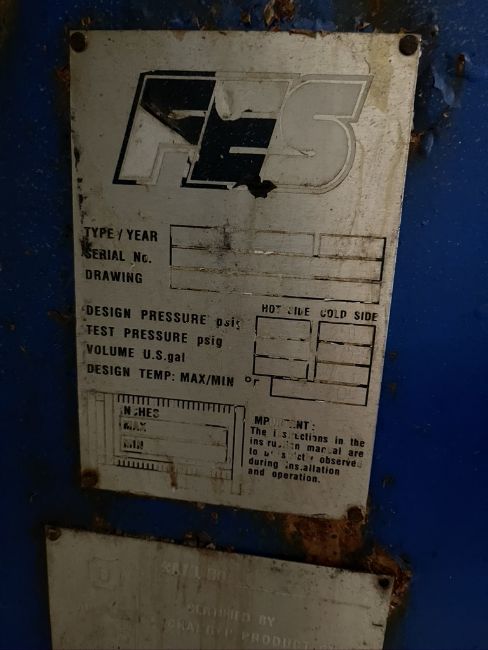 FES
TYPE / YEAR
SERIAL No.
DRAWING
HOT SIDE COLD SIDE
DESIGN PRESSURE psig
TEST PRESSURE psig
VOLUME U.S.gal
DESIGN TEMP: MAX/MIN °F
INCHES
MAX
MIN
IMPORTANT:
The instructions in the
instruction manual are
to be strictly observed
during installation
and operation.
U
CERTIFIED BY
PRODUCT